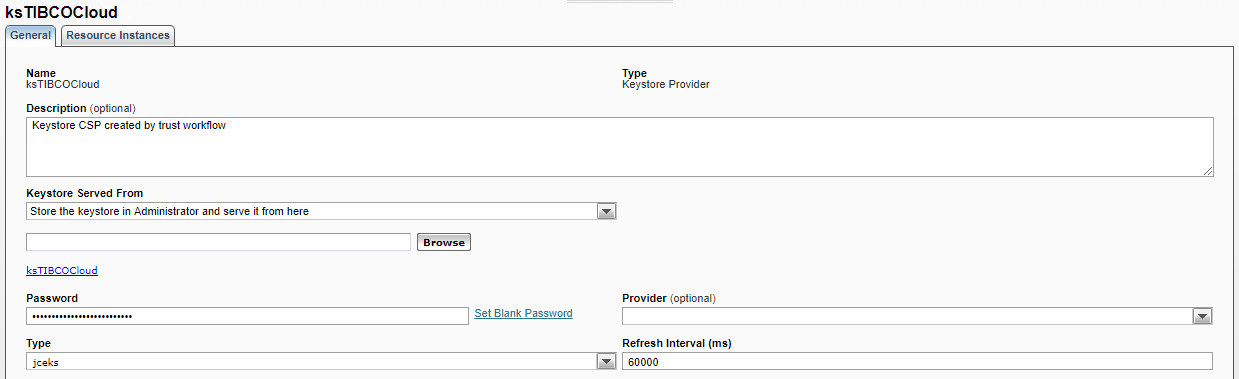 ksTIBCOCloud
General Resource Instances
Name Type
ksTIBCOCloud Keystore Provider
Description (optional)
Keystore CSP created by trust workflow
Keystore Served From
Store the keystore in Administrator and serve it from here
Browse
ksTIBCOCloud
Password Provider (optional)
•••••••••••••••••••••••••• Set Blank Password
Type Refresh Interval (ms)
jceks 60000